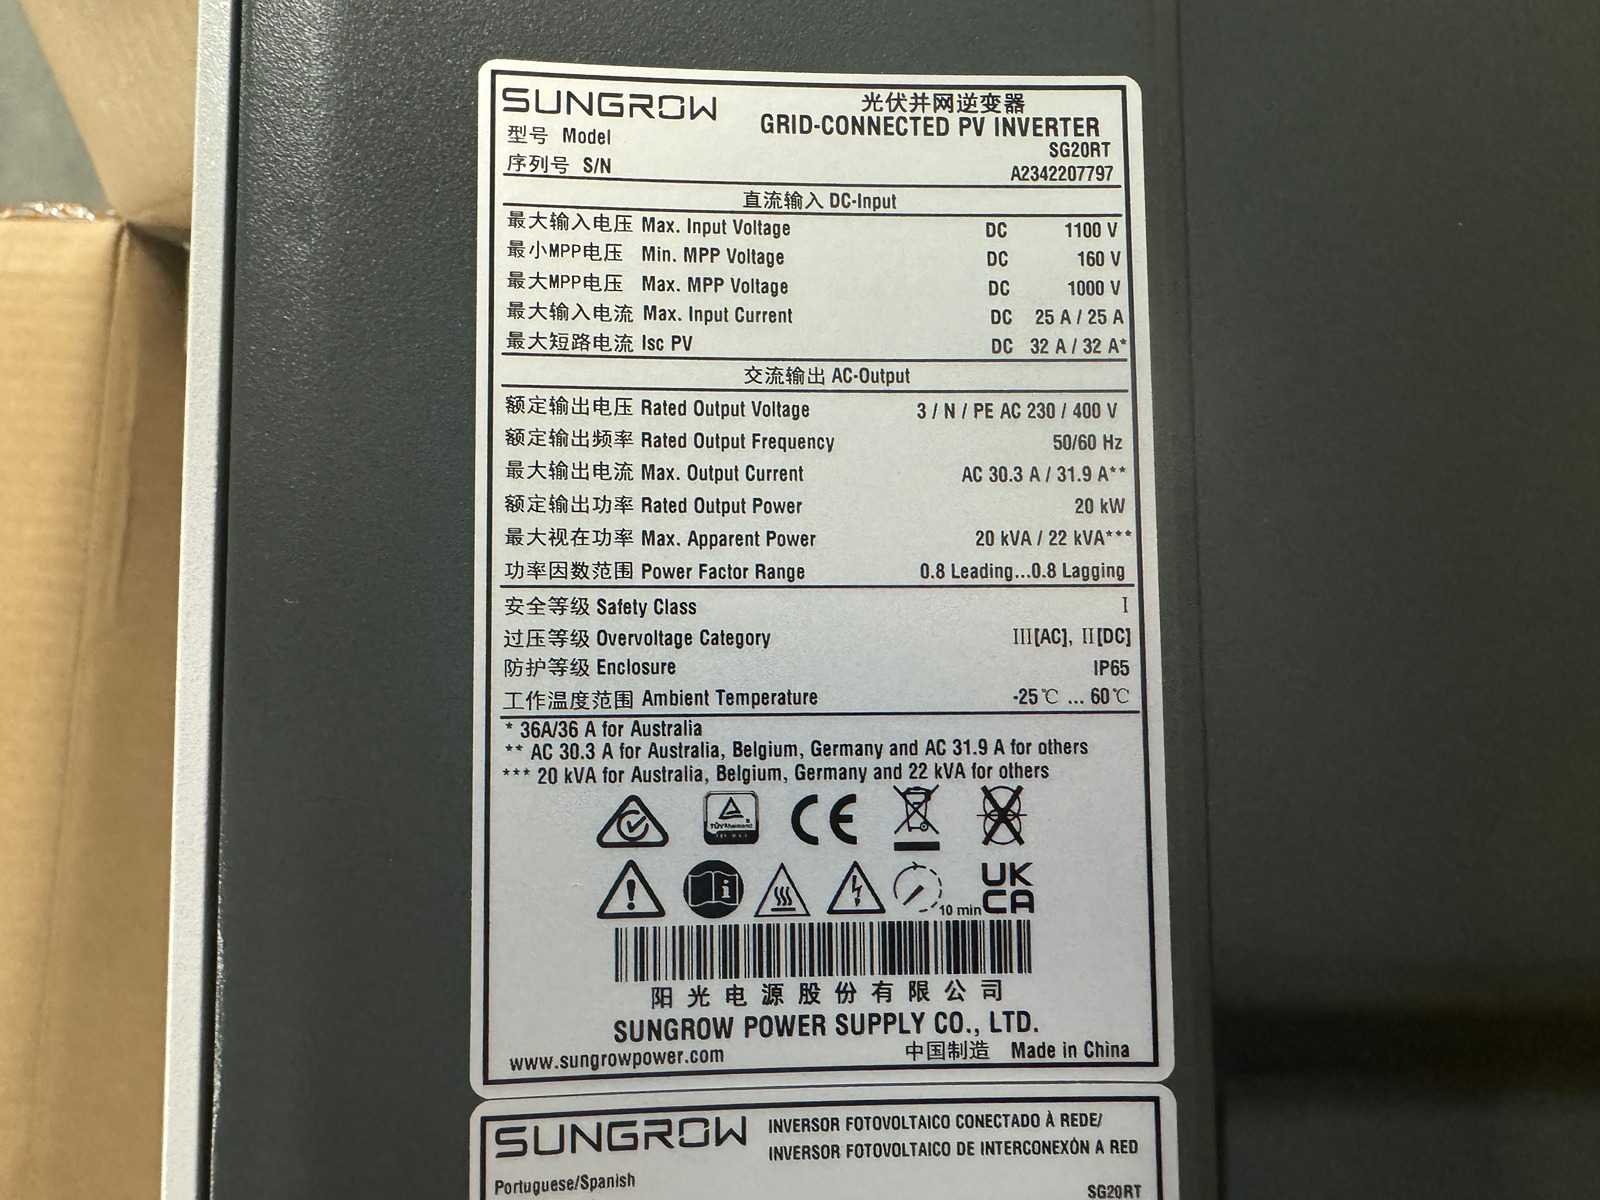 SUNGROW
光伏并网逆变器
GRID-CONNECTED PV INVERTER
型号 Model SG20RT
序列号 S/N A2342207797
直流输入 DC-Input
最大输入电压 Max. Input Voltage DC 1100 V
最小MPP电压 Min. MPP Voltage DC 160 V
最大MPP电压 Max. MPP Voltage DC 1000 V
最大输入电流 Max. Input Current DC 25 A / 25 A
最大短路电流 Isc PV DC 32 A / 32 A*
交流输出 AC-Output
额定输出电压 Rated Output Voltage 3 / N / PE AC 230 / 400 V
额定输出频率 Rated Output Frequency 50/60 Hz
最大输出电流 Max. Output Current AC 30.3 A / 31.9 A**
额定输出功率 Rated Output Power 20 kW
最大视在功率 Max. Apparent Power 20 kVA / 22 kVA***
功率因数范围 Power Factor Range 0.8 Leading...0.8 Lagging
安全等级 Safety Class I
过压等级 Overvoltage Category III[AC], II[DC]
防护等级 Enclosure IP65
工作温度范围 Ambient Temperature -25℃ ... 60℃
* 36A/36 A for Australia
** AC 30.3 A for Australia, Belgium, Germany and AC 31.9 A for others
*** 20 kVA for Australia, Belgium, Germany and 22 kVA for others
TÜVRheinland
CE
10 min
UK
CA
阳光电源股份有限公司
SUNGROW POWER SUPPLY CO., LTD.
www.sungrowpower.com 中国制造 Made in China
SUNGROW
INVERSOR FOTOVOLTAICO CONECTADO À REDE/
INVERSOR FOTOVOLTAICO DE INTERCONEXÓN A RED
Portuguese/Spanish
SG20RT